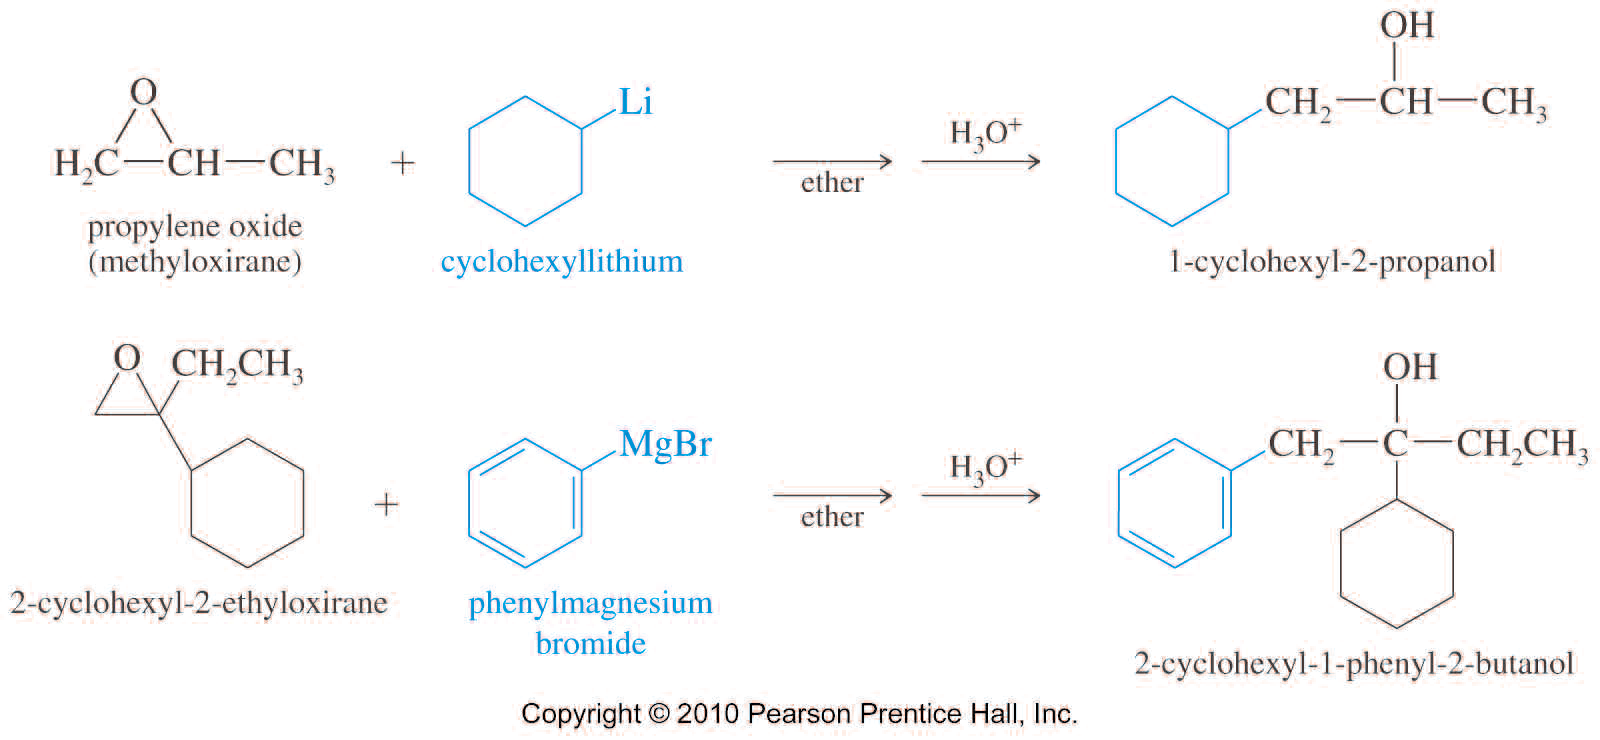 OH
O
Li
CH₂—CH—CH₃
H₂C—CH—CH₃
+
H₃O⁺
ether
propylene oxide
(methyloxirane)
cyclohexyllithium
1-cyclohexyl-2-propanol
O
CH₂CH₃
OH
MgBr
CH₂—C—CH₂CH₃
+
H₃O⁺
ether
2-cyclohexyl-2-ethyloxirane
phenylmagnesium
bromide
2-cyclohexyl-1-phenyl-2-butanol
Copyright © 2010 Pearson Prentice Hall, Inc.